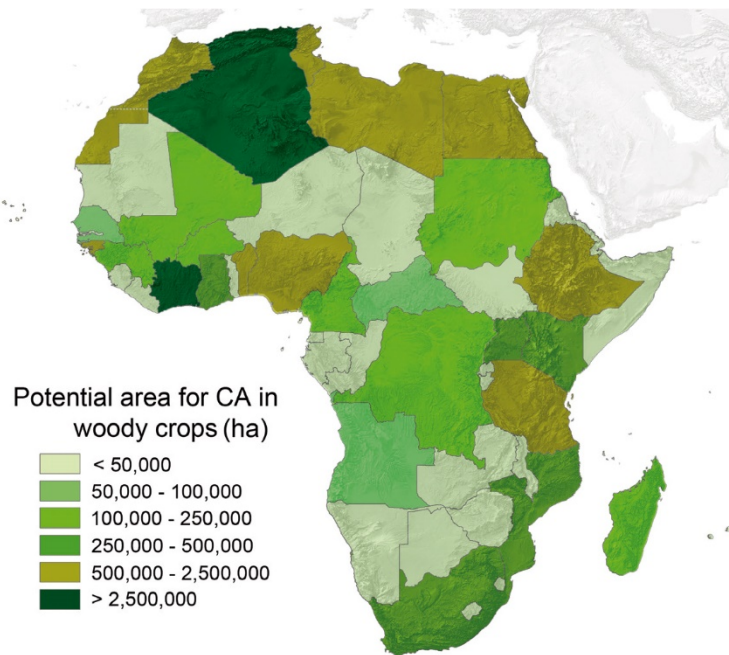 Potential area for CA in
woody crops (ha)
< 50,000
50,000 - 100,000
100,000 - 250,000
250,000 - 500,000
500,000 - 2,500,000
> 2,500,000